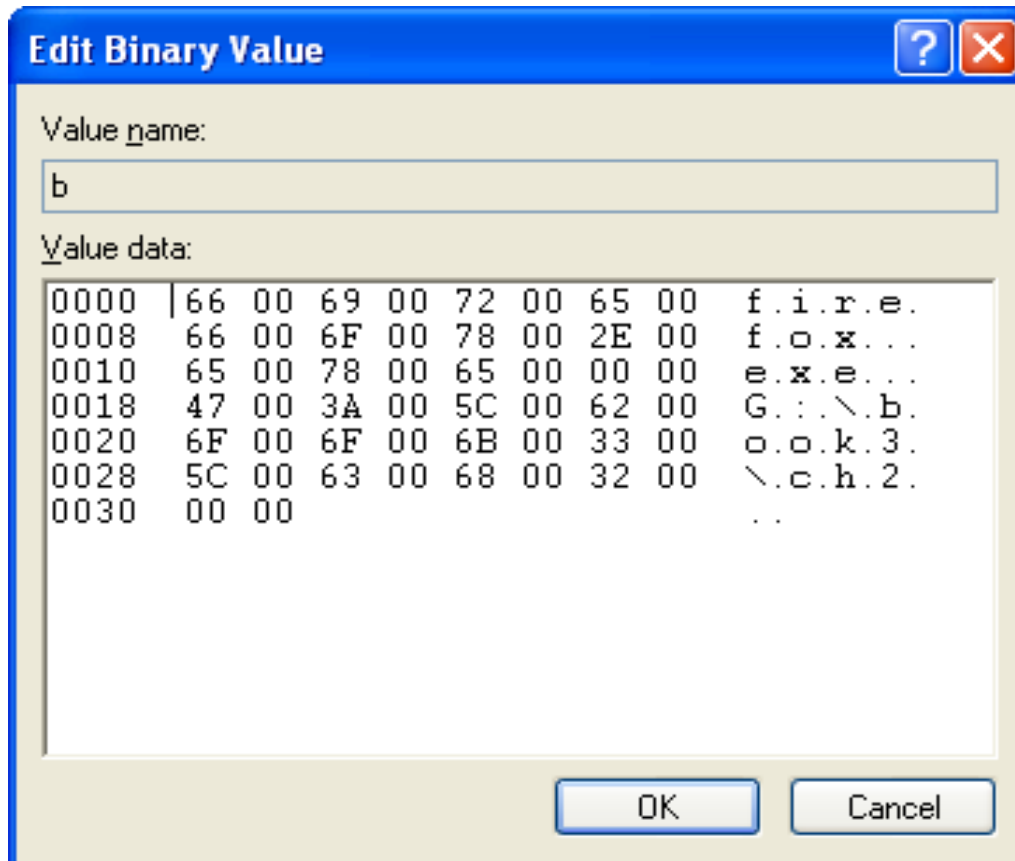 Edit Binary Value
Value name:
b
Value data:
0000 66 00 69 00 72 00 65 00 f.i.r.e.
0008 66 00 6F 00 78 00 2E 00 f.o.x...
0010 65 00 78 00 65 00 00 00 e.x.e...
0018 47 00 3A 00 5C 00 62 00 G.:.\.b.
0020 6F 00 6F 00 6B 00 33 00 o.o.k.3.
0028 5C 00 63 00 68 00 32 00 \.c.h.2.
0030 00 00 ..
OK Cancel